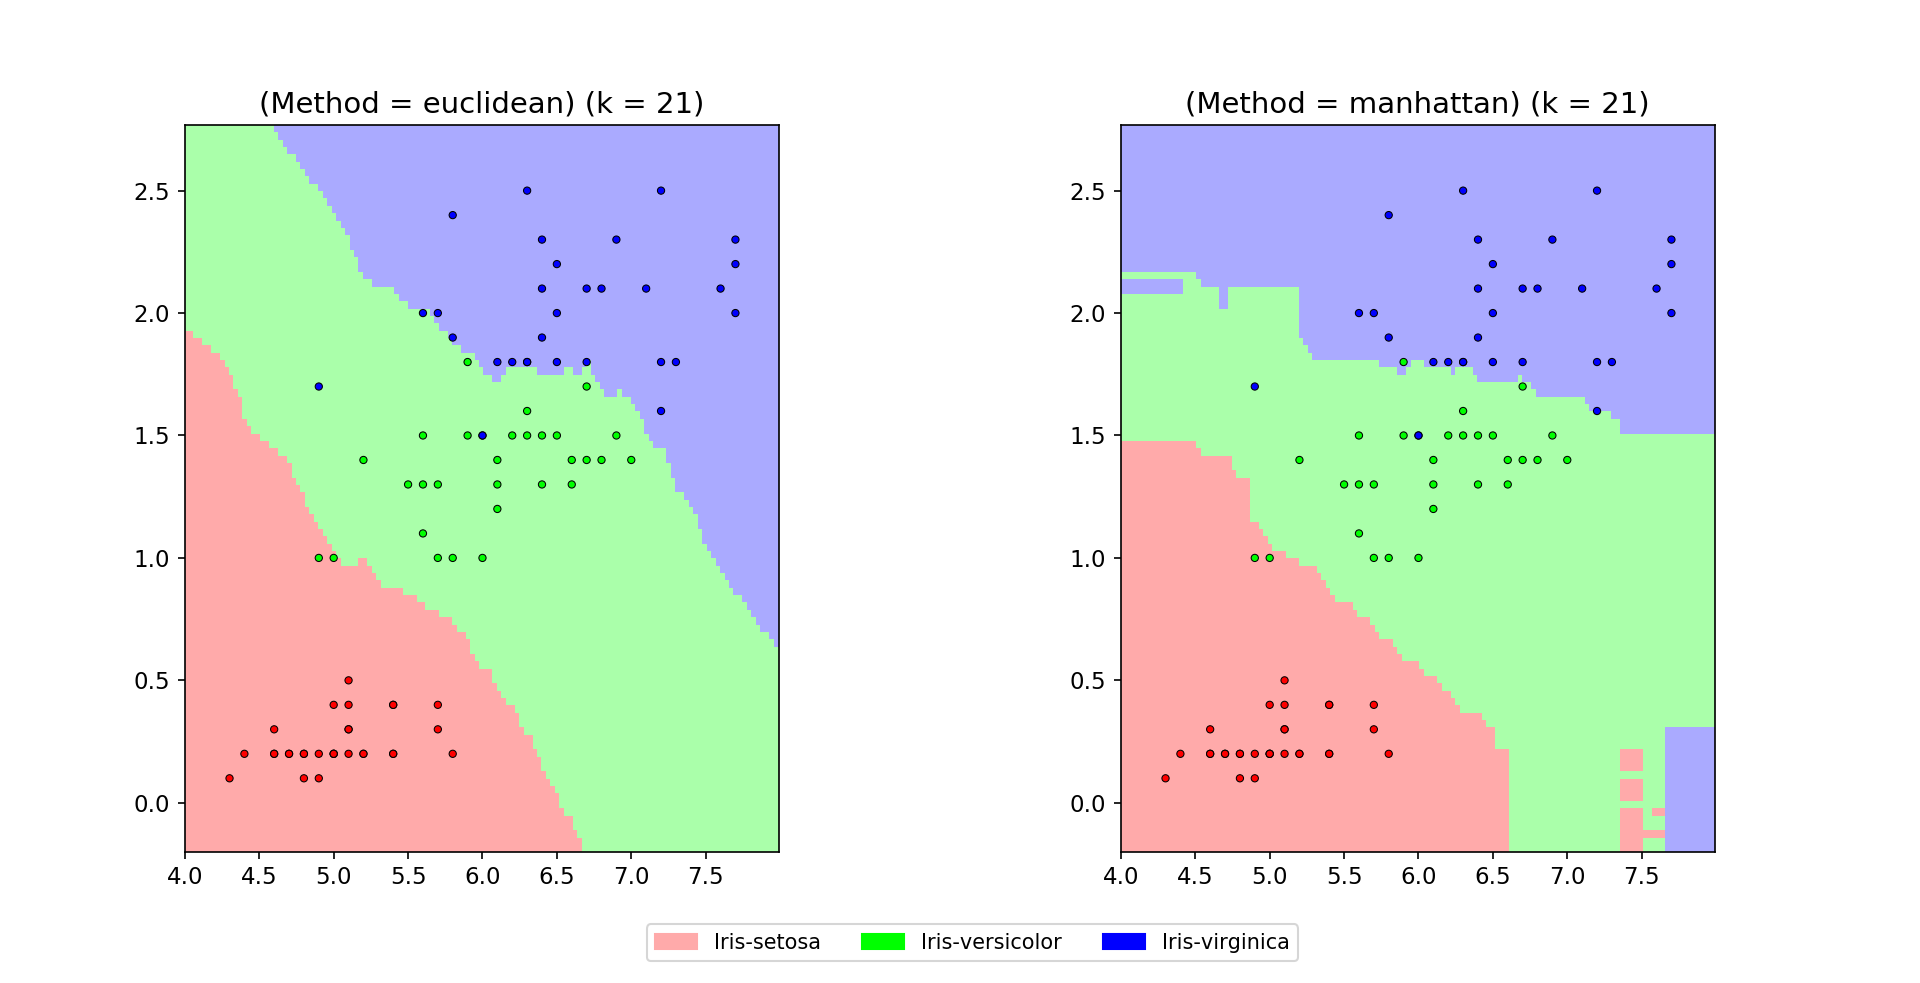 (Method = euclidean) (k = 21)
(Method = manhattan) (k = 21)
2.5
2.0
1.5
1.0
0.5
0.0
4.0 4.5 5.0 5.5 6.0 6.5 7.0 7.5
2.5
2.0
1.5
1.0
0.5
0.0
4.0 4.5 5.0 5.5 6.0 6.5 7.0 7.5
Iris-setosa Iris-versicolor Iris-virginica